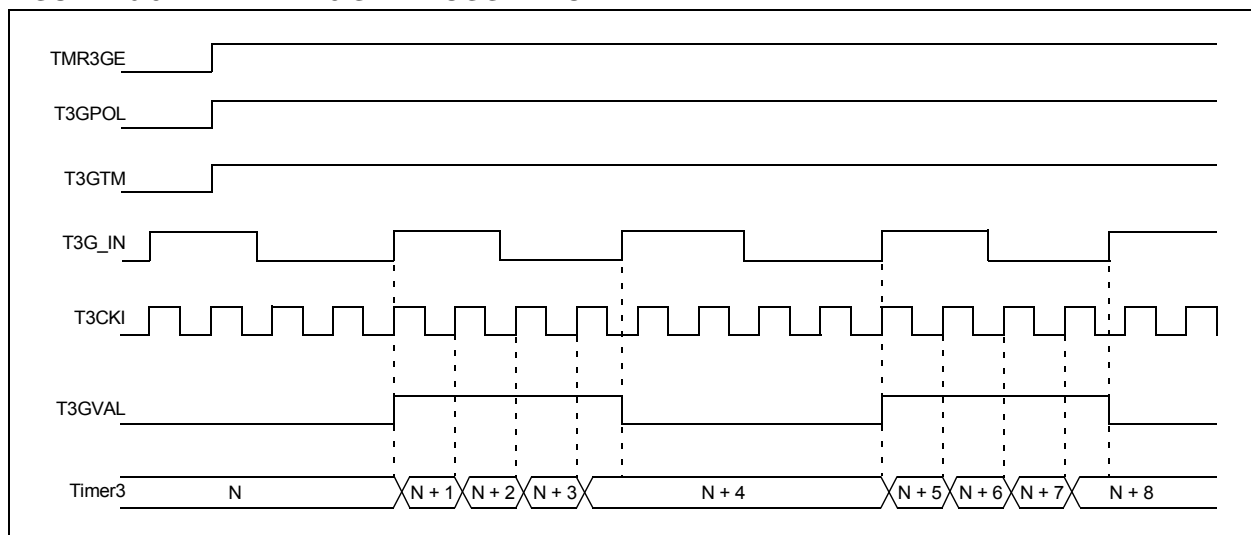 TMR3GE
T3GPOL
T3GTM
T3G_IN
T3CKI
T3GVAL
Timer3 N N + 1 N + 2 N + 3 N + 4 N + 5 N + 6 N + 7 N + 8